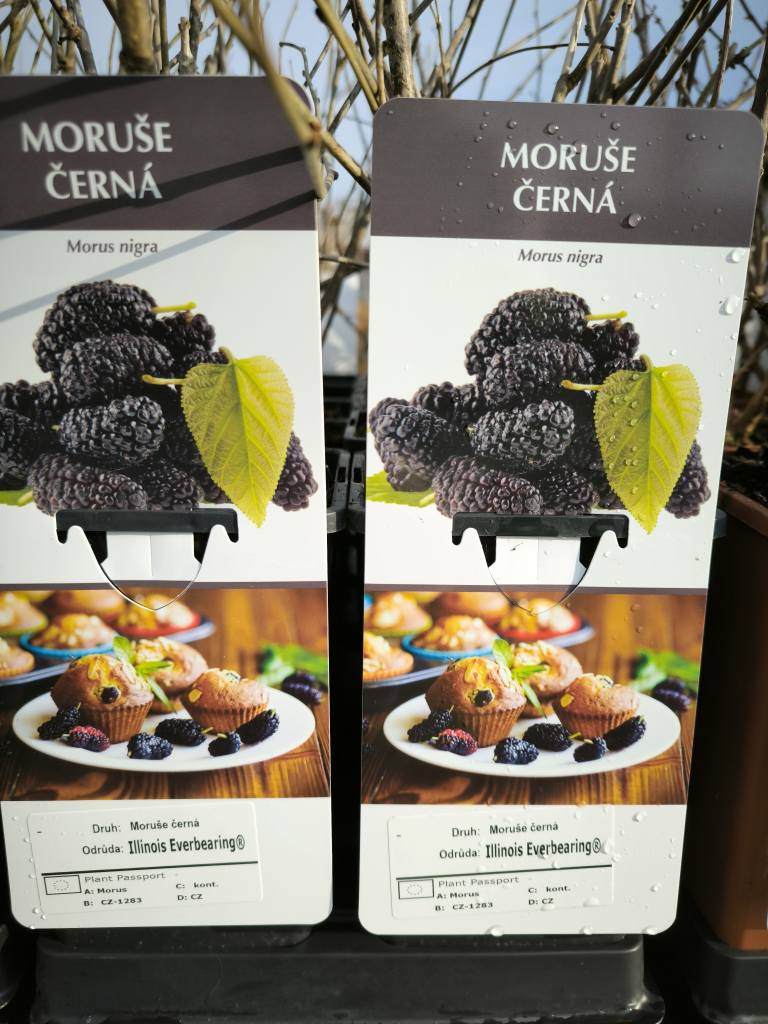 MORUŠE
ČERNÁ
Morus nigra
- Druh: Moruše černá
Odrůda: Illinois Everbearing®
Plant Passport -
A: Morus C: kont.
B: CZ-1283 D: CZ
MORUŠE
ČERNÁ
Morus nigra
- Druh: Moruše černá
Odrůda: Illinois Everbearing®
Plant Passport -
A: Morus C: kont.
B: CZ-1283 D: CZ